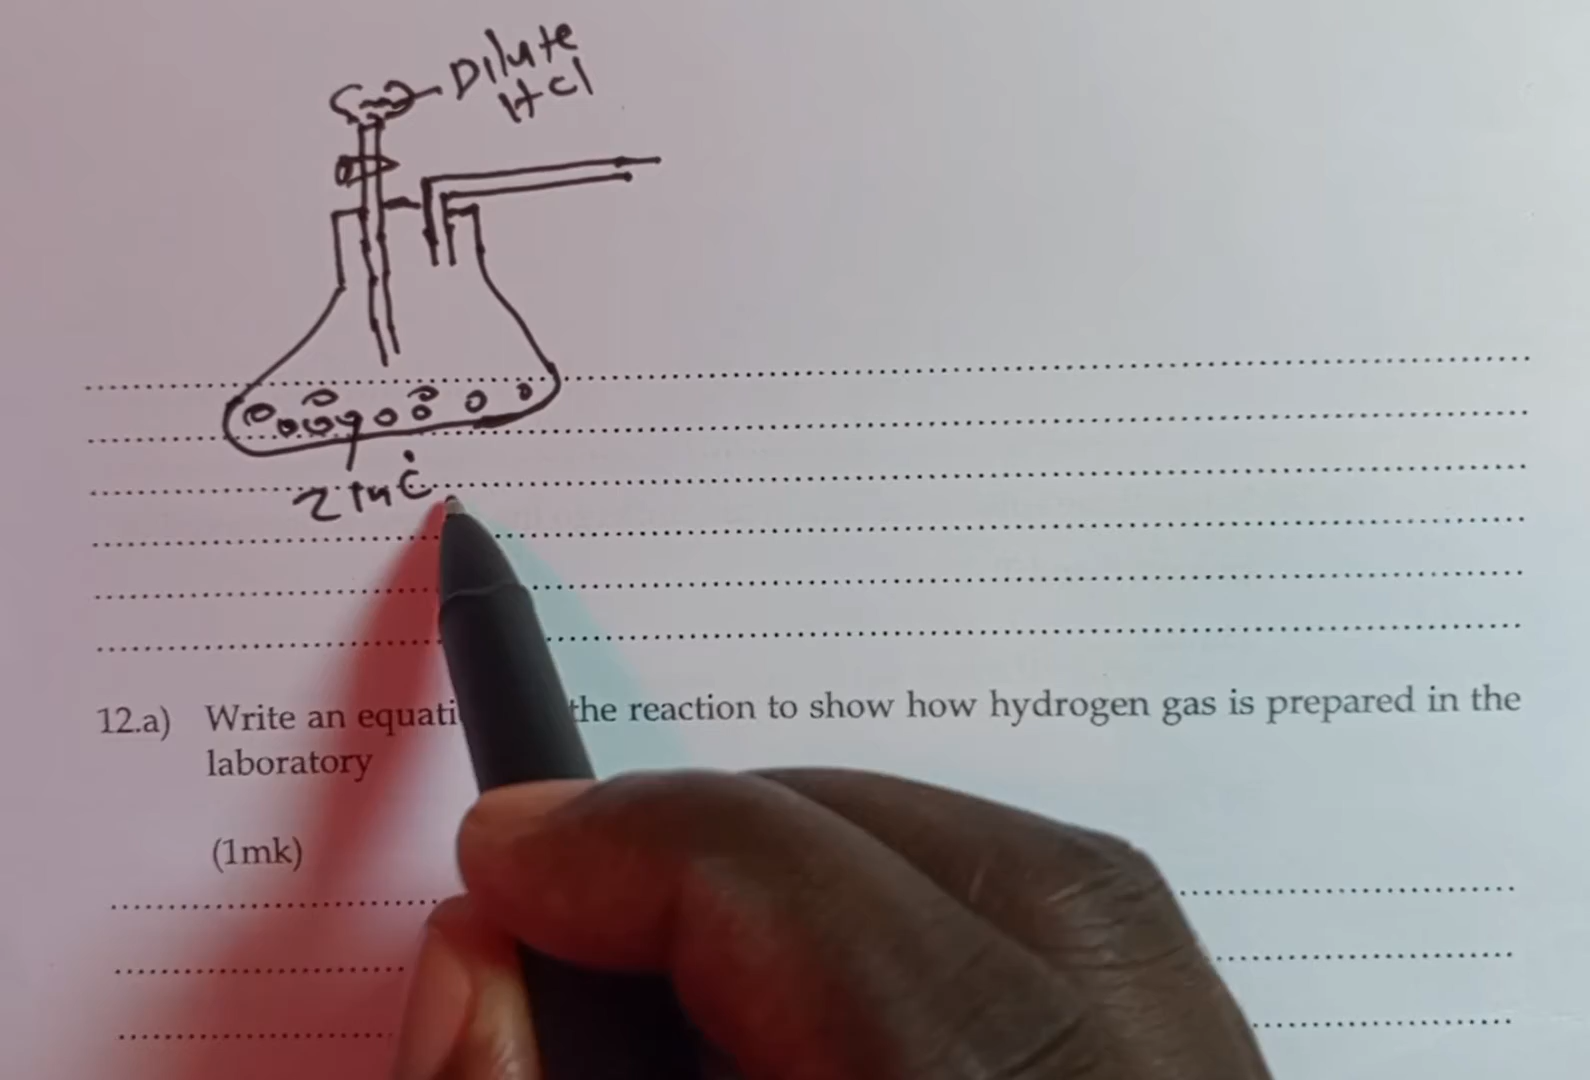 Dilute
HCl
Zinc
12.a) Write an equati the reaction to show how hydrogen gas is prepared in the
laboratory
(1mk)